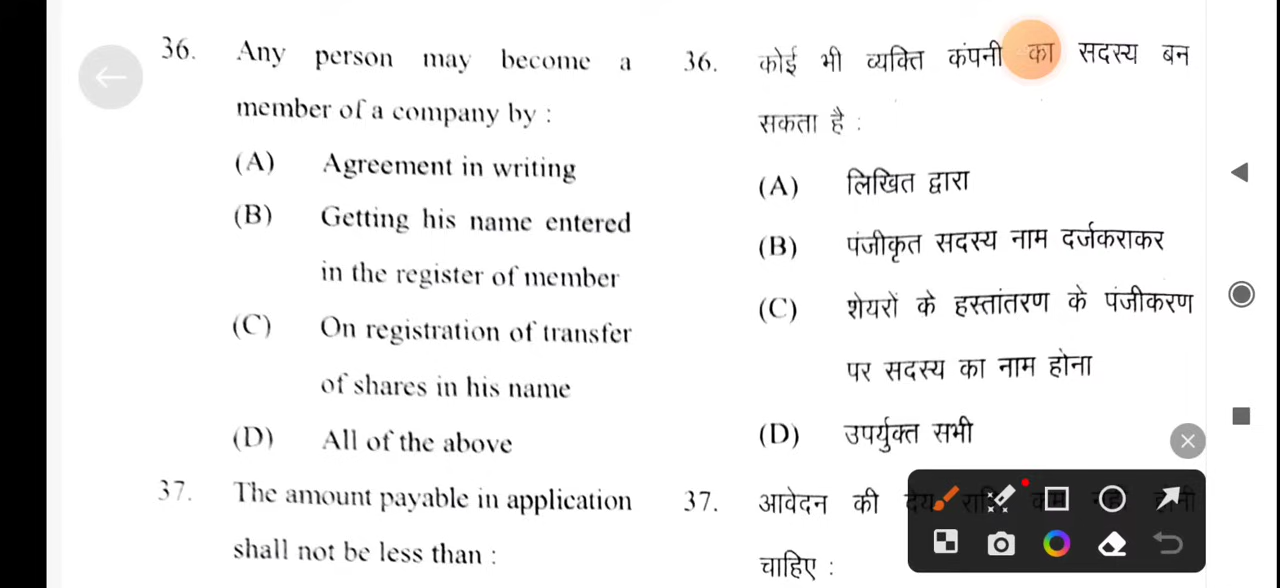 36. Any person may become a
member of a company by :
(A) Agreement in writing
(B) Getting his name entered
in the register of member
(C) On registration of transfer
of shares in his name
(D) All of the above
37. The amount payable in application
shall not be less than :
36. कोई भी व्यक्ति कंपनी का सदस्य बन
सकता है :
(A) लिखित द्वारा
(B) पंजीकृत सदस्य नाम दर्जकराकर
(C) शेयरों के हस्तांतरण के पंजीकरण
पर सदस्य का नाम होना
(D) उपर्युक्त सभी
37. आवेदन की देय
चाहिए :